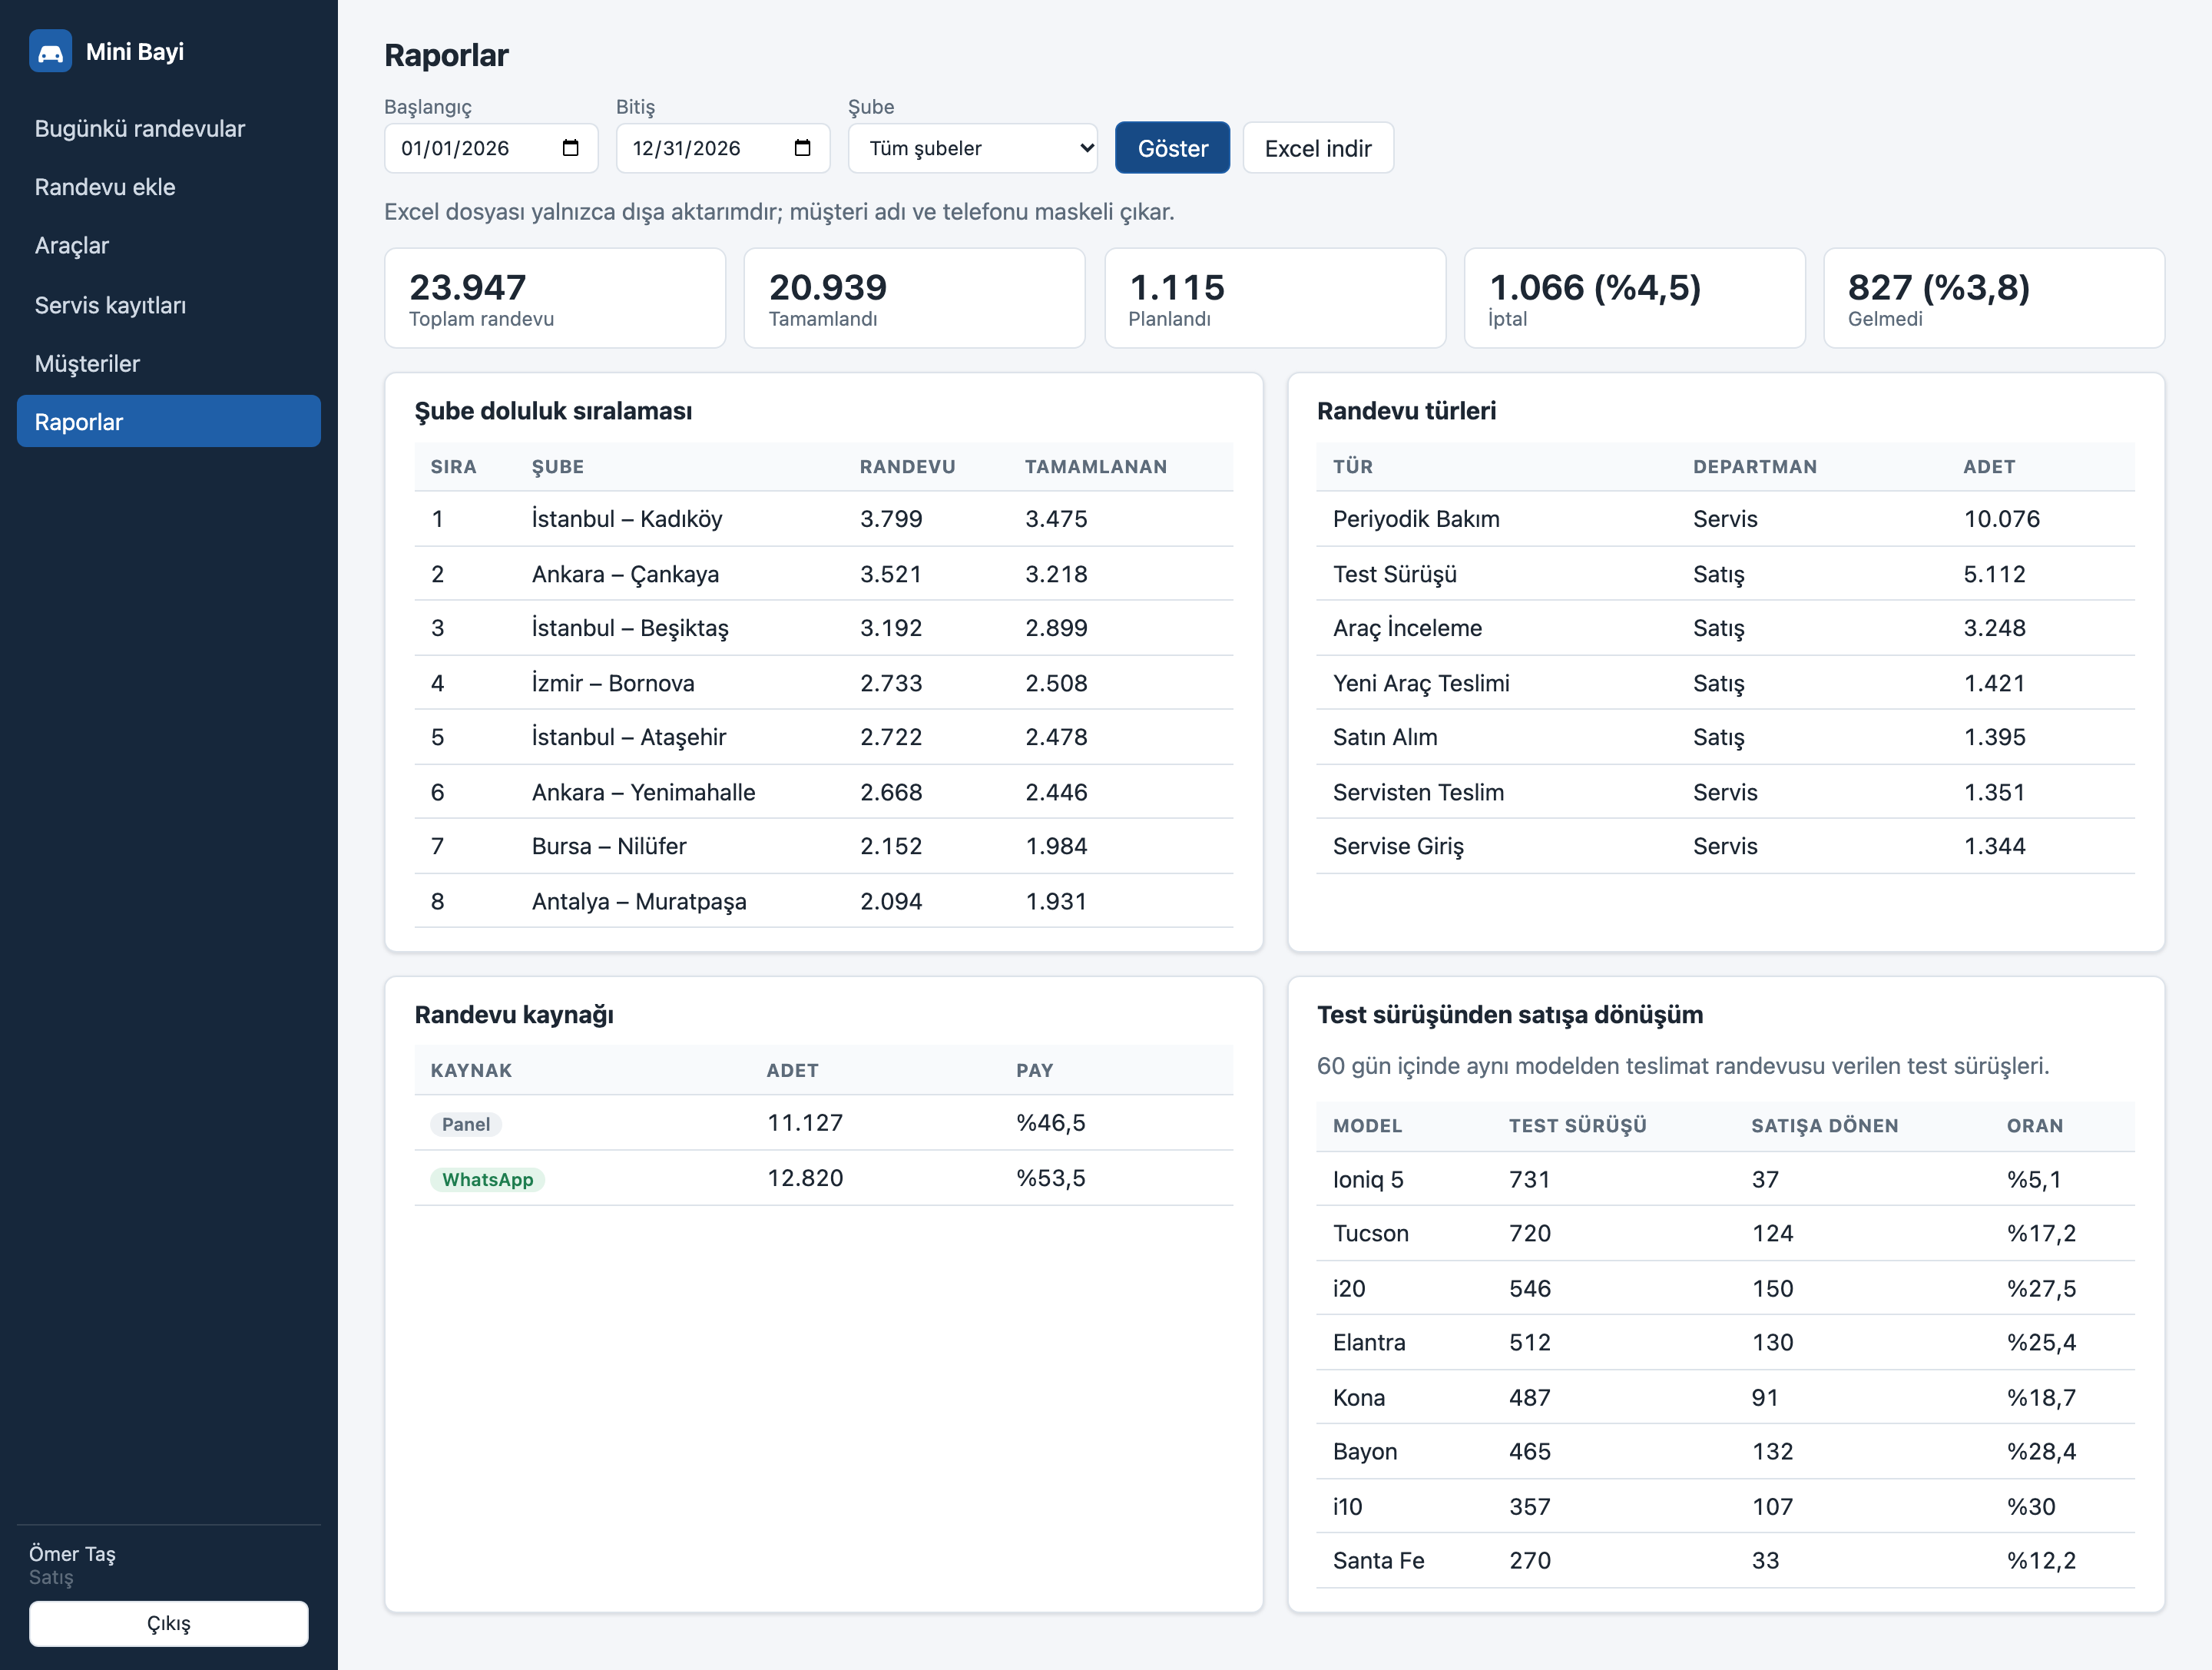 Mini Bayi
Bugünkü randevular
Randevu ekle
Araçlar
Servis kayıtları
Müşteriler
Raporlar
Ömer Taş
Satış
Çıkış
Raporlar
Başlangıç Bitiş Şube
01/01/2026 12/31/2026 Tüm şubeler Göster Excel indir
Excel dosyası yalnızca dışa aktarımdır; müşteri adı ve telefonu maskeli çıkar.
23.947 20.939 1.115 1.066 (%4,5) 827 (%3,8)
Toplam randevu Tamamlandı Planlandı İptal Gelmedi
Şube doluluk sıralaması
SIRA ŞUBE RANDEVU TAMAMLANAN
1 İstanbul – Kadıköy 3.799 3.475
2 Ankara – Çankaya 3.521 3.218
3 İstanbul – Beşiktaş 3.192 2.899
4 İzmir – Bornova 2.733 2.508
5 İstanbul – Ataşehir 2.722 2.478
6 Ankara – Yenimahalle 2.668 2.446
7 Bursa – Nilüfer 2.152 1.984
8 Antalya – Muratpaşa 2.094 1.931
Randevu türleri
TÜR DEPARTMAN ADET
Periyodik Bakım Servis 10.076
Test Sürüşü Satış 5.112
Araç İnceleme Satış 3.248
Yeni Araç Teslimi Satış 1.421
Satın Alım Satış 1.395
Servisten Teslim Servis 1.351
Servise Giriş Servis 1.344
Randevu kaynağı
KAYNAK ADET PAY
Panel 11.127 %46,5
WhatsApp 12.820 %53,5
Test sürüşünden satışa dönüşüm
60 gün içinde aynı modelden teslimat randevusu verilen test sürüşleri.
MODEL TEST SÜRÜŞÜ SATIŞA DÖNEN ORAN
Ioniq 5 731 37 %5,1
Tucson 720 124 %17,2
i20 546 150 %27,5
Elantra 512 130 %25,4
Kona 487 91 %18,7
Bayon 465 132 %28,4
i10 357 107 %30
Santa Fe 270 33 %12,2